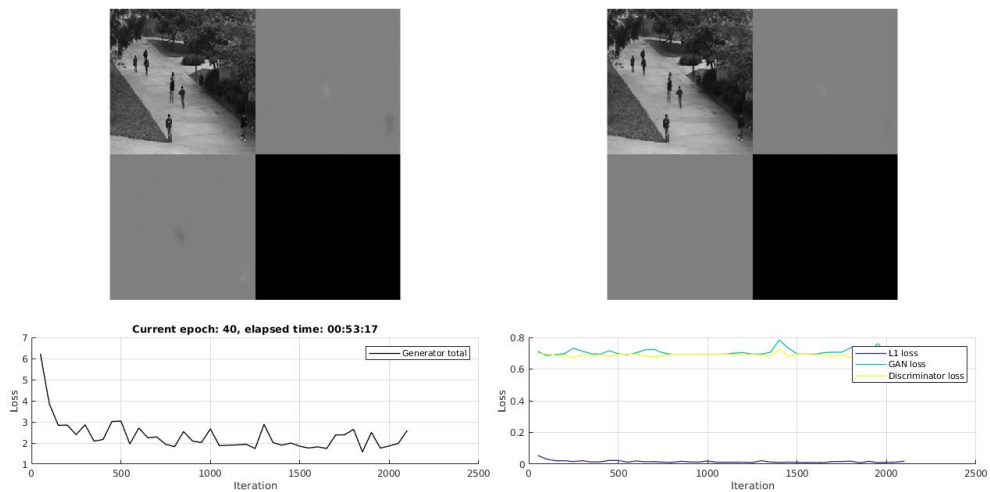 Current epoch: 40, elapsed time: 00:53:17
7
6
5
4
3
2
1
Loss
0
500
1000
1500
2000
2500
Iteration
Generator total
0.8
0.6
0.4
0.2
0
Loss
0
500
1000
1500
2000
2500
Iteration
L1 loss
GAN loss
Discriminator loss